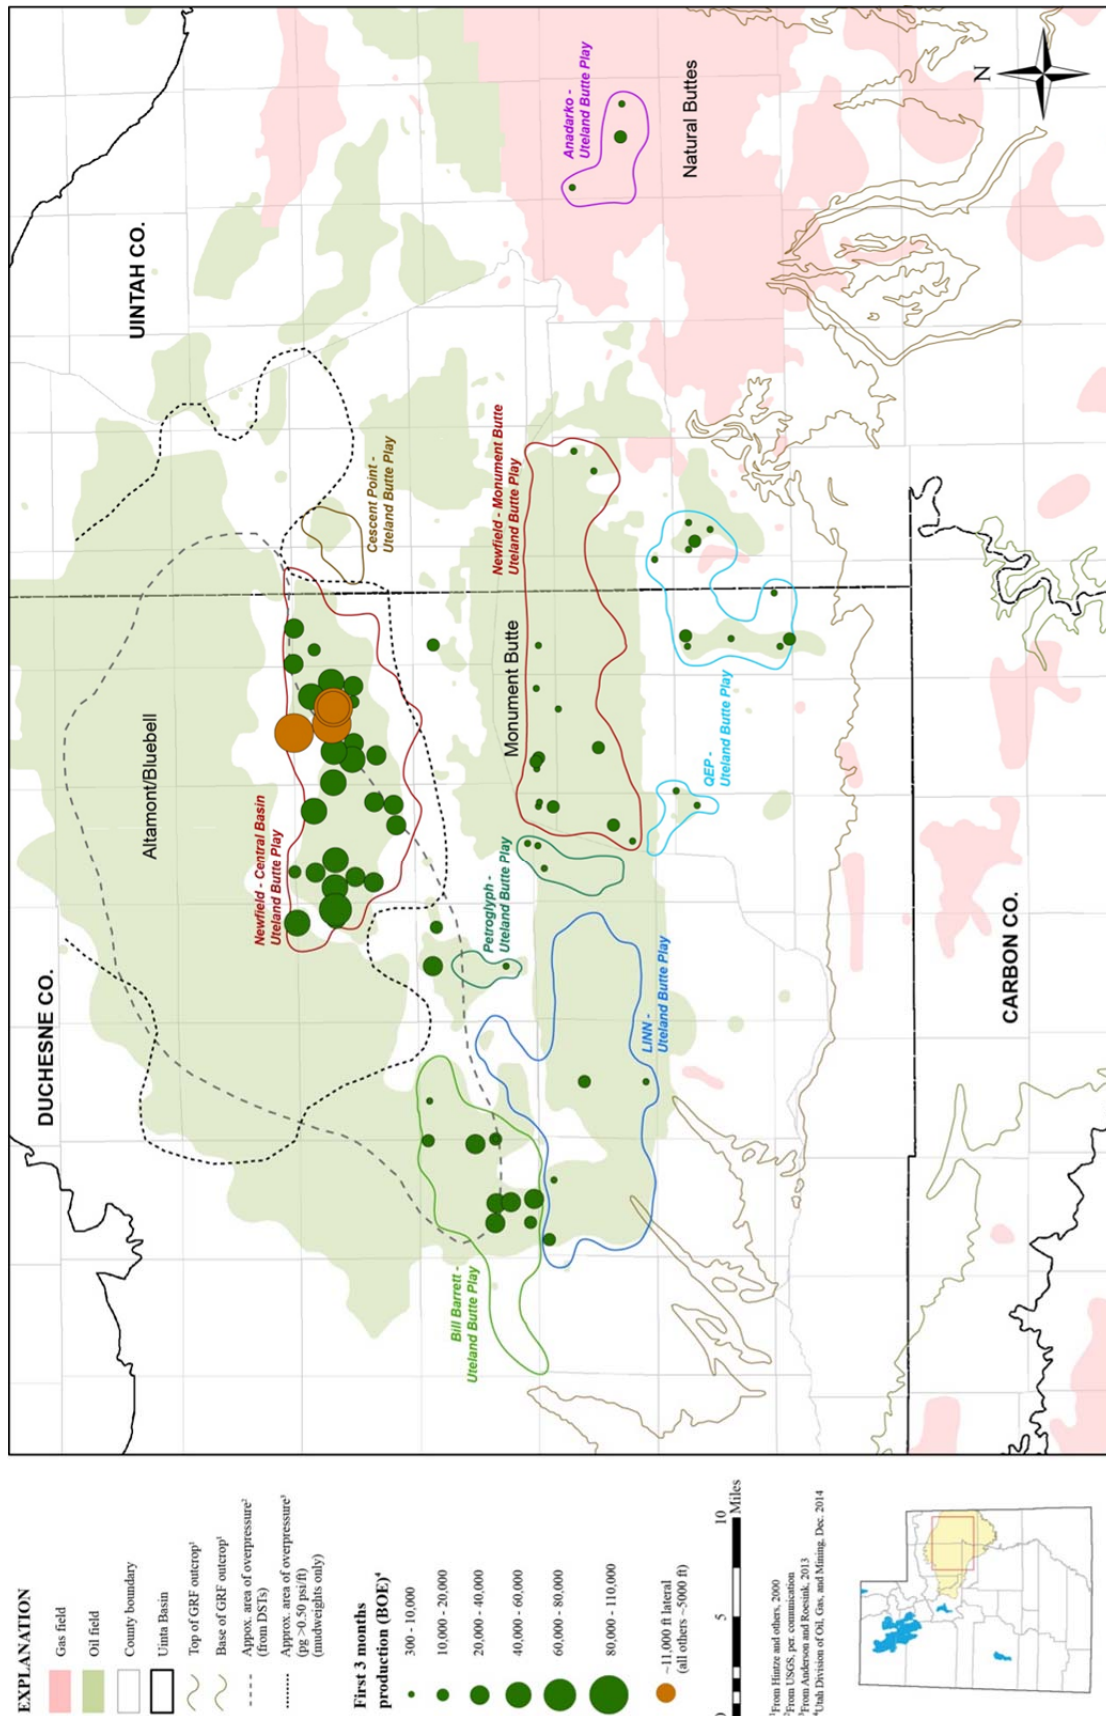 DUCHESNE CO.
UINTAH CO.
CARBON CO.
Altamont/Bluebell
Newfield - Central Basin
Uteland Butte Play
Cescent Point -
Uteland Butte Play
Anadarko -
Uteland Butte Play
Natural Buttes
N
Bill Barrett -
Uteland Butte Play
Petroglyph -
Uteland Butte Play
Monument Butte
Newfield - Monument Butte
Uteland Butte Play
LINN -
Uteland Butte Play
QEP -
Uteland Butte Play
EXPLANATION
Gas field
Oil field
County boundary
Uinta Basin
Top of GRF outcrop¹
Base of GRF outcrop¹
Appox. area of overpressure²
(from DSTs)
Approx. area of overpressure³
(pg >0.50 psi/ft)
(mudweights only)
First 3 months
production (BOE)⁴
300 - 10,000
10,000 - 20,000
20,000 - 40,000
40,000 - 60,000
60,000 - 80,000
80,000 - 110,000
~11,000 ft lateral
(all others ~5000 ft)
0 5 10
Miles
¹From Hintze and others, 2000
²From USGS, per. communication
³From Anderson and Roesink, 2013
⁴Utah Division of Oil, Gas, and Mining, Dec. 2014